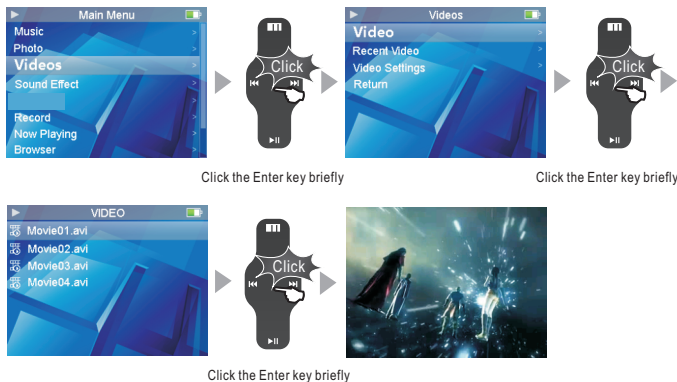 Main Menu
Music
Photo
Videos
Sound Effect
Record
Now Playing
Browser
Click
Click the Enter key briefly
Videos
Video
Recent Video
Video Settings
Return
Click
Click the Enter key briefly
VIDEO
Movie01.avi
Movie02.avi
Movie03.avi
Movie04.avi
Click
Click the Enter key briefly